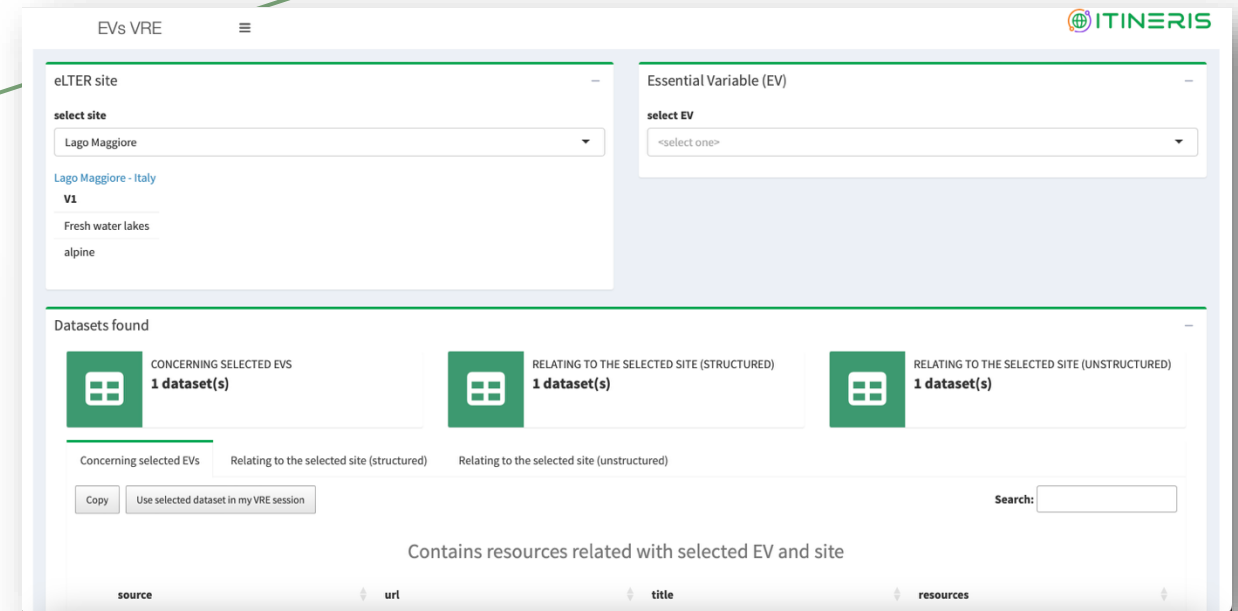 EVs VRE
ITINERIS
eLTER site
Essential Variable (EV)
select site
select EV
Lago Maggiore
<select one>
Lago Maggiore - Italy
V1
Fresh water lakes
alpine
Datasets found
CONCERNING SELECTED EVS
1 dataset(s)
RELATING TO THE SELECTED SITE (STRUCTURED)
1 dataset(s)
RELATING TO THE SELECTED SITE (UNSTRUCTURED)
1 dataset(s)
Concerning selected EVs Relating to the selected site (structured) Relating to the selected site (unstructured)
Copy Use selected dataset in my VRE session Search:
Contains resources related with selected EV and site
source url title resources